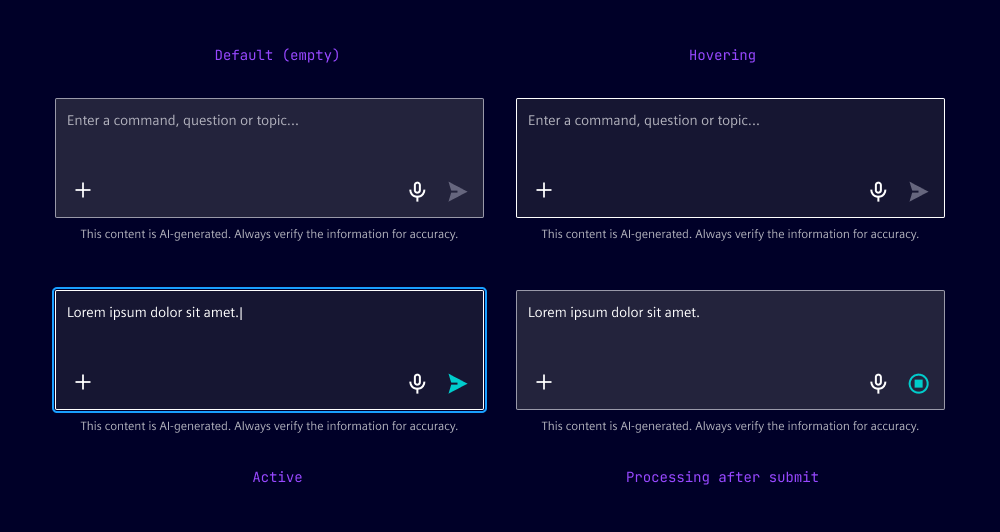 Default (empty)
Hovering
Enter a command, question or topic...
Enter a command, question or topic...
This content is AI-generated. Always verify the information for accuracy.
This content is AI-generated. Always verify the information for accuracy.
Lorem ipsum dolor sit amet.
Lorem ipsum dolor sit amet.
This content is AI-generated. Always verify the information for accuracy.
This content is AI-generated. Always verify the information for accuracy.
Active
Processing after submit